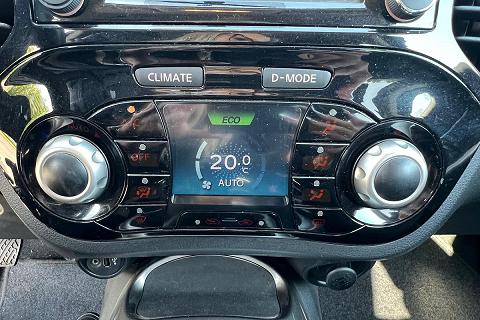 CLIMATE
D-MODE
ECO
OFF
20.0
°C
AUTO